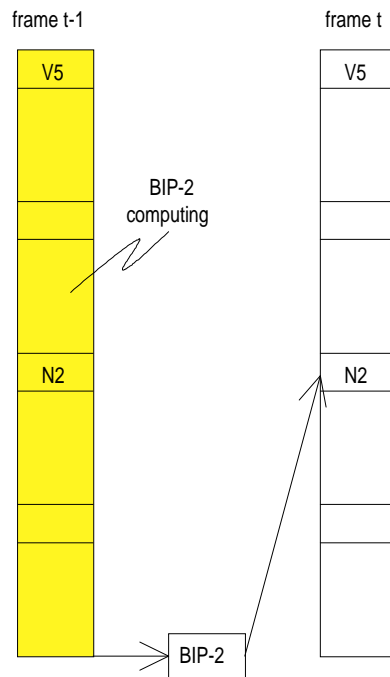 frame t-1
frame t
V5
V5
BIP-2
computing
N2
N2
BIP-2